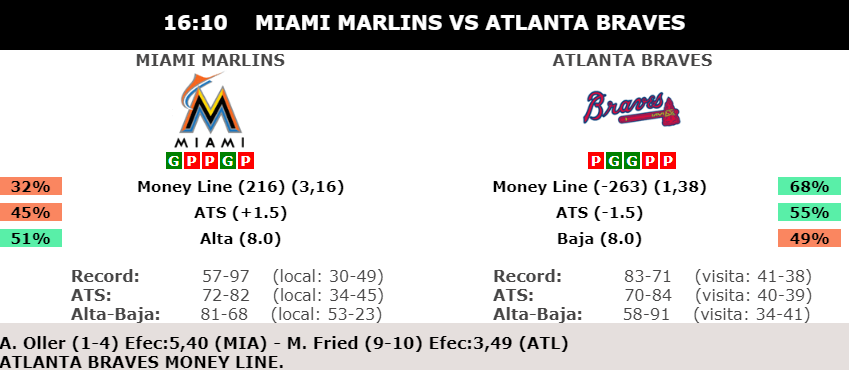 16:10 MIAMI MARLINS VS ATLANTA BRAVES
MIAMI MARLINS ATLANTA BRAVES
MIAMI Braves
G P P G P P G G P P
32% Money Line (216) (3,16) Money Line (-263) (1,38) 68%
45% ATS (+1.5) ATS (-1.5) 55%
51% Alta (8.0) Baja (8.0) 49%
Record: 57-97 (local: 30-49) Record: 83-71 (visita: 41-38)
ATS: 72-82 (local: 34-45) ATS: 70-84 (visita: 40-39)
Alta-Baja: 81-68 (local: 53-23) Alta-Baja: 58-91 (visita: 34-41)
A. Oller (1-4) Efec:5,40 (MIA) - M. Fried (9-10) Efec:3,49 (ATL)
ATLANTA BRAVES MONEY LINE.